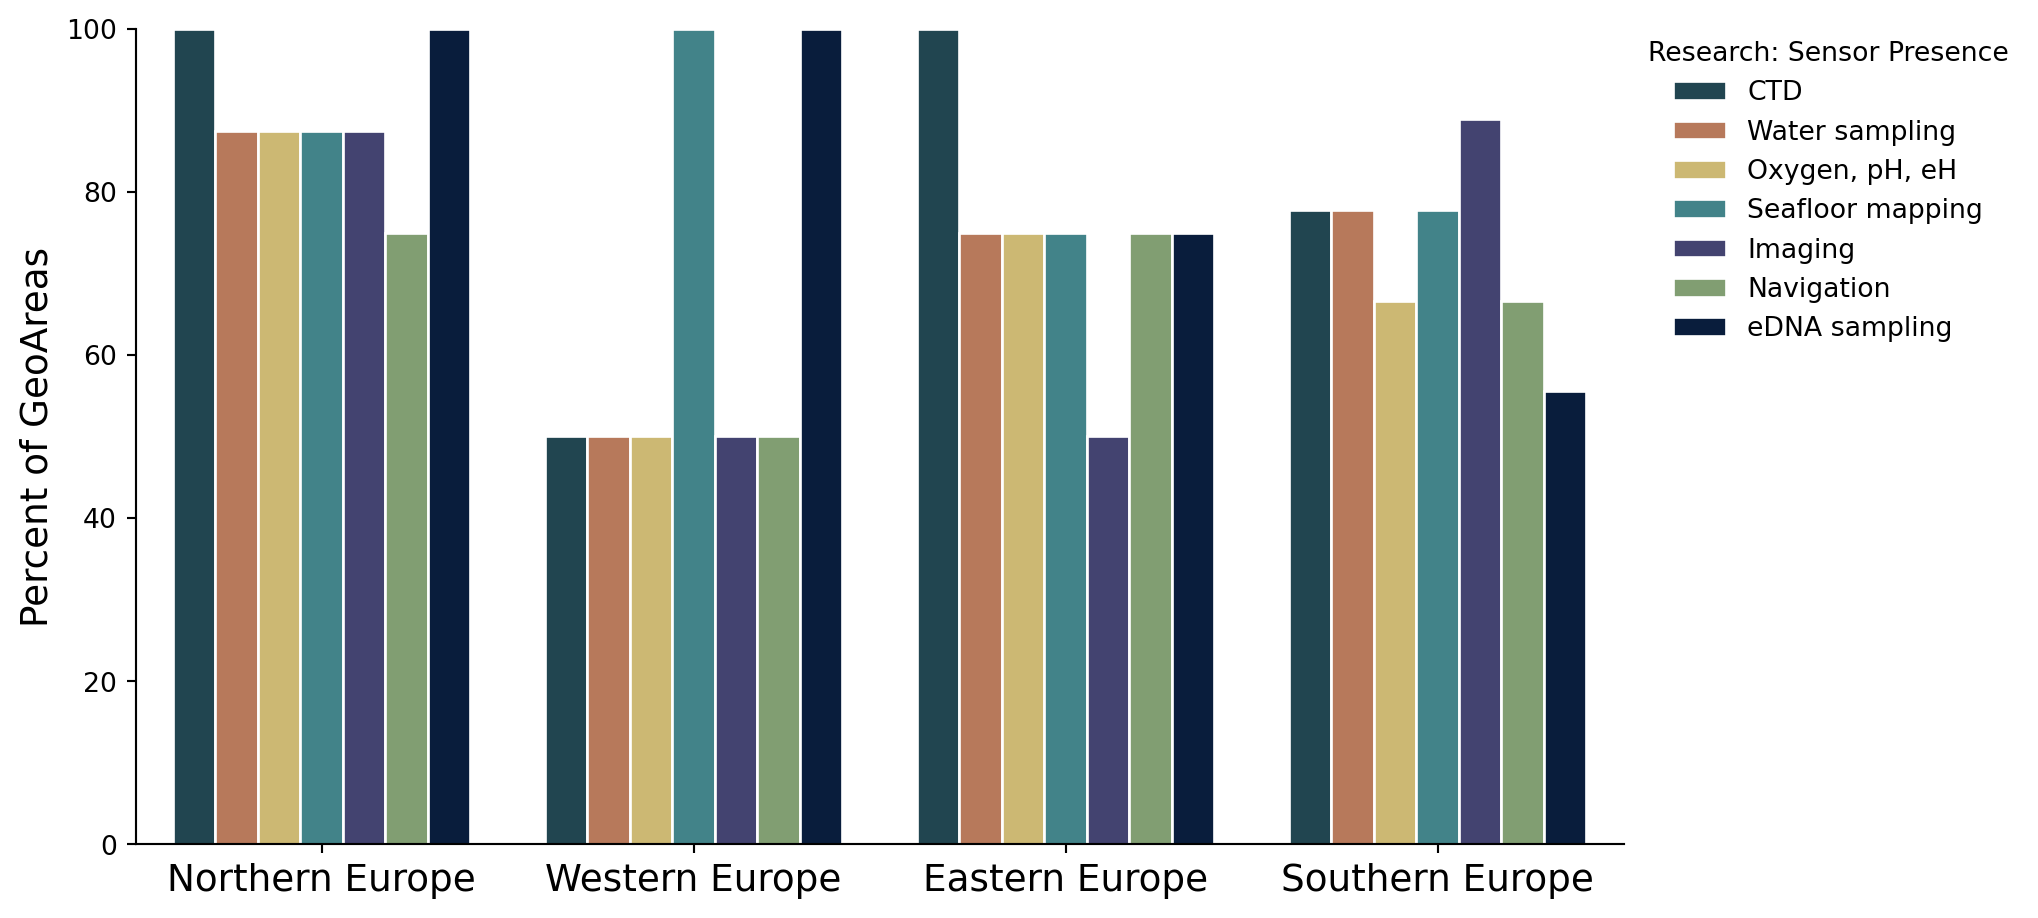 Percent of GeoAreas
100
80
60
40
20
0
Northern Europe
Western Europe
Eastern Europe
Southern Europe
Research: Sensor Presence
CTD
Water sampling
Oxygen, pH, eH
Seafloor mapping
Imaging
Navigation
eDNA sampling